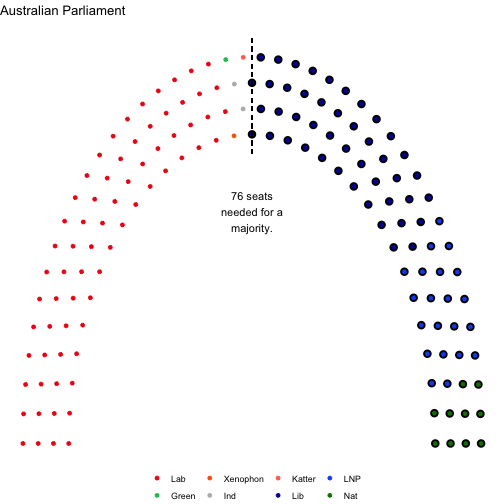 Australian Parliament
76 seats
needed for a
majority.
Lab Xenophon Katter LNP
Green Ind Lib Nat